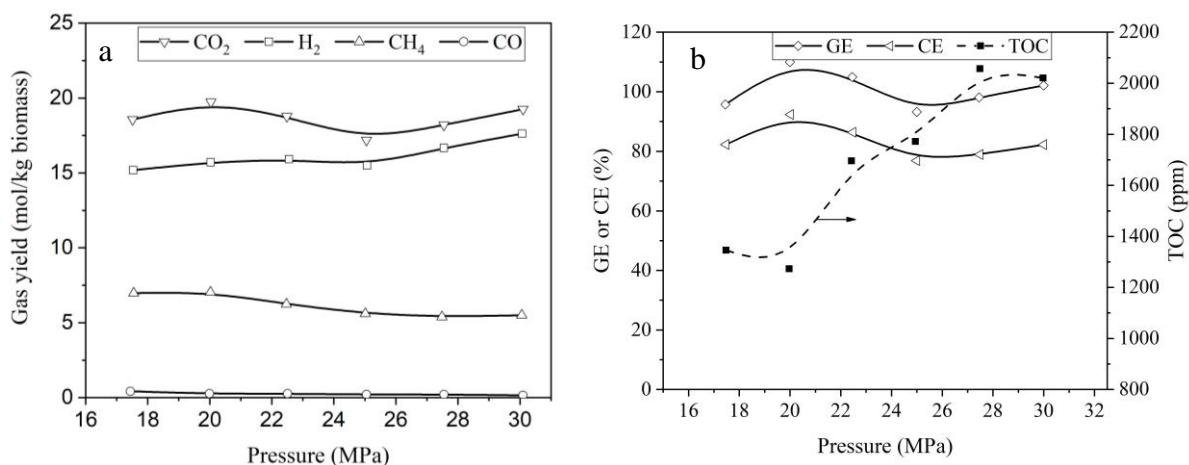 a
CO₂ H₂ CH₄ CO
25
20
15
10
5
0
16 18 20 22 24 26 28 30
Gas yield (mol/kg biomass)
Pressure (MPa)
b
GE CE TOC
120
100
80
60
40
20
0
2200
2000
1800
1600
1400
1200
1000
800
16 18 20 22 24 26 28 30 32
GE or CE (%)
TOC (ppm)
Pressure (MPa)